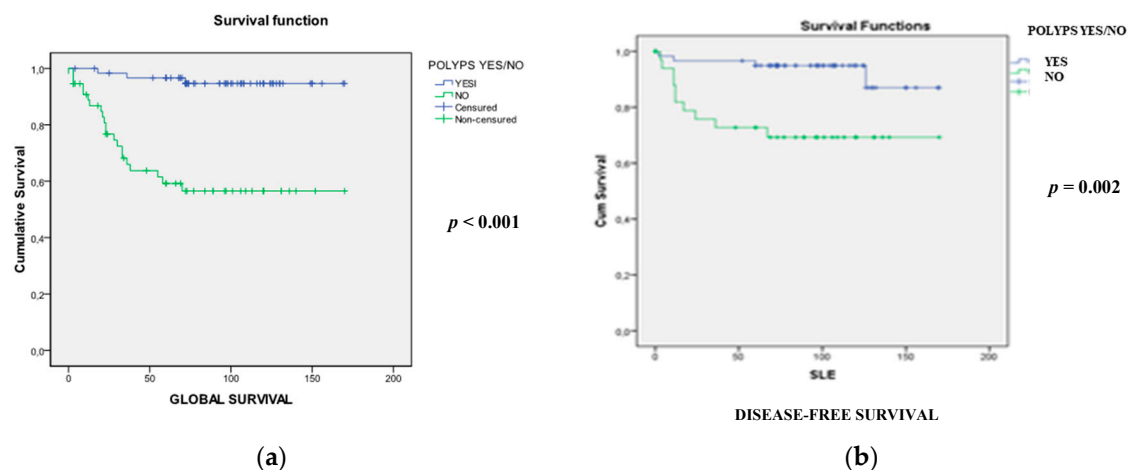 Survival function
1,0
0,8
0,6
0,4
0,2
0,0
Cumulative Survival
0 50 100 150 200
GLOBAL SURVIVAL
POLYPS YES/NO
YESI
NO
Censured
Non-censured
p < 0.001
(a)
Survival Functions
1,0
0,8
0,6
0,4
0,2
0,0
Cum Survival
0 50 100 150 200
SLE
DISEASE-FREE SURVIVAL
POLYPS YES/NO
YES
NO
p = 0.002
(b)